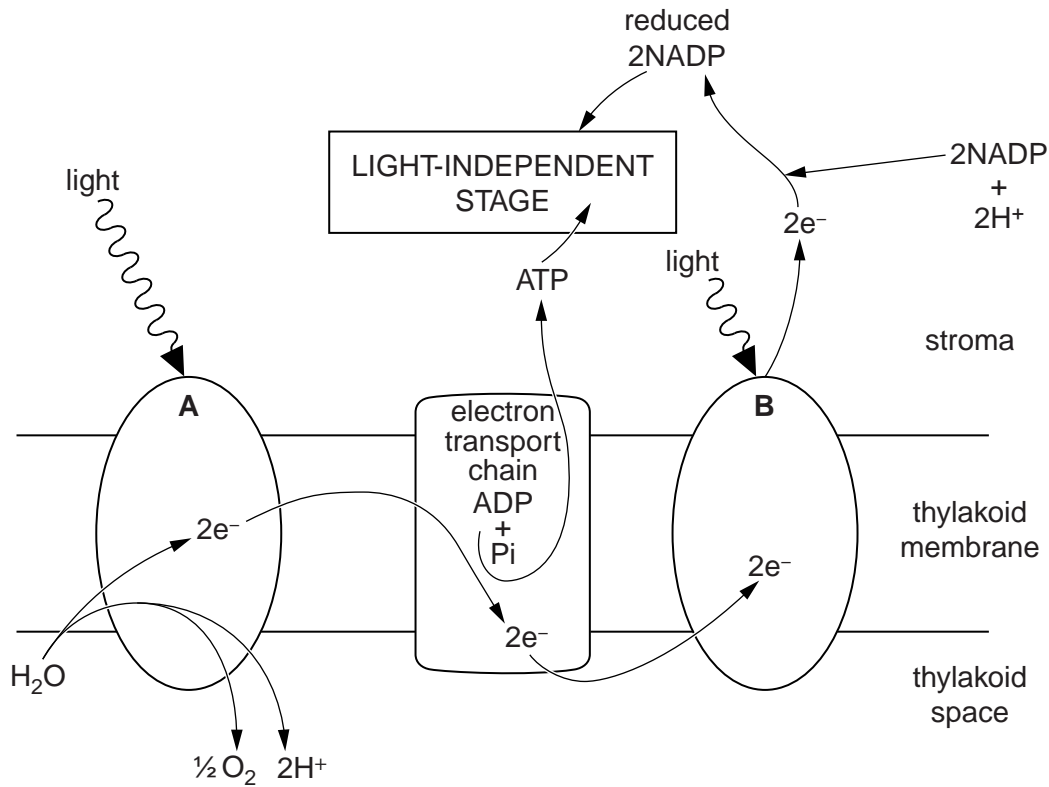 reduced
2NADP
LIGHT-INDEPENDENT
STAGE
light
2NADP
+
2H⁺
2e⁻
light
ATP
stroma
A
B
electron
transport
chain
ADP
+
Pi
2e⁻
thylakoid
membrane
2e⁻
2e⁻
H₂O
thylakoid
space
½ O₂ 2H⁺